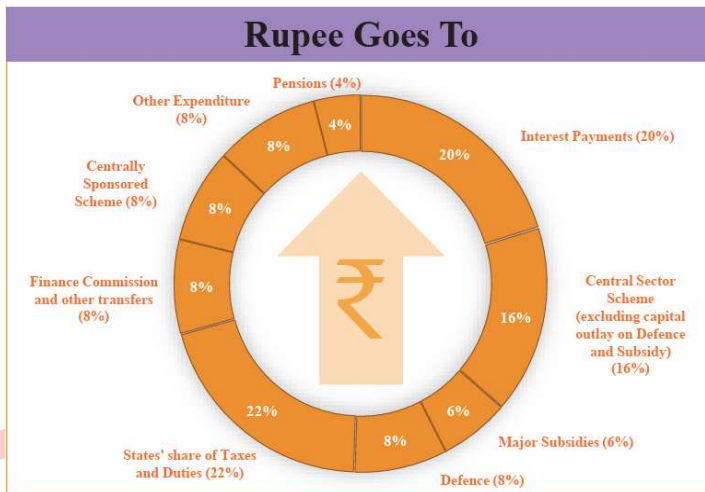 Rupee Goes To
Pensions (4%)
Other Expenditure
(8%)
Centrally
Sponsored
Scheme (8%)
Finance Commission
and other transfers
(8%)
States' share of Taxes
and Duties (22%)
Defence (8%)
Major Subsidies (6%)
Central Sector
Scheme
(excluding capital
outlay on Defence
and Subsidy)
(16%)
Interest Payments (20%)
4%
20%
16%
6%
8%
22%
8%
8%
8%
₹